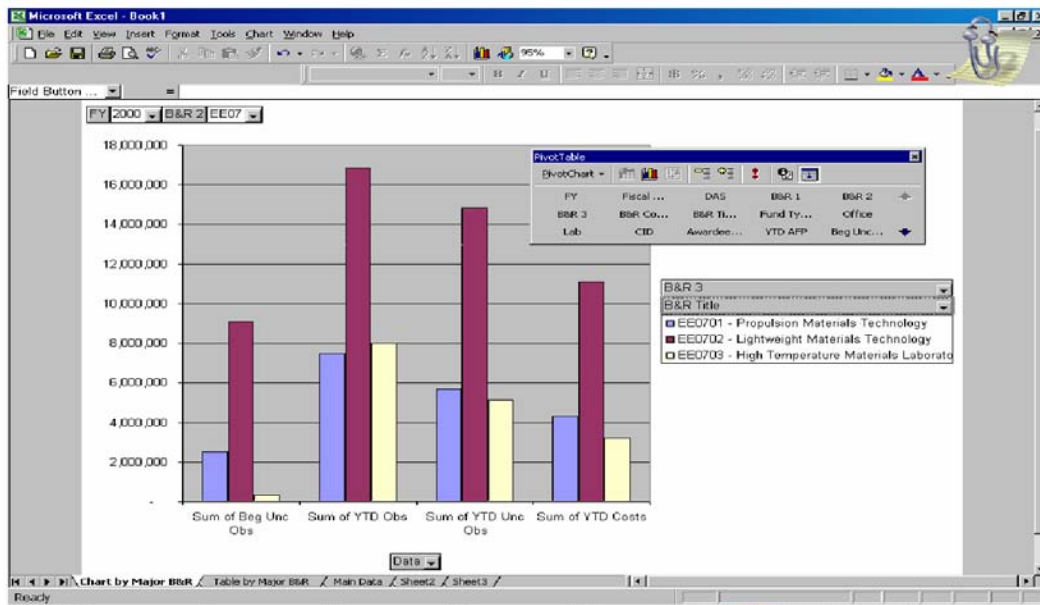 Microsoft Excel - Book1
File Edit View Insert Format Tools Chart Window Help
95%
B I U
Field Button ... =
FY 2000 B&R 2 EE07
18,000,000
16,000,000
14,000,000
12,000,000
10,000,000
8,000,000
6,000,000
4,000,000
2,000,000
-
PivotTable
PivotChart
FY Fiscal ... DAS B&R 1 B&R 2
B&R 3 B&R Co... B&R Ti... Fund Ty... Office
Lab CID Awardee... YTD AFP Beg Unc...
B&R 3
B&R Title
EE0701 - Propulsion Materials Technology
EE0702 - Lightweight Materials Technology
EE0703 - High Temperature Materials Laborato
Sum of Beg Unc Obs
Sum of YTD Obs
Sum of YTD Unc Obs
Sum of YTD Costs
Data
Chart by Major B&R Table by Major B&R Main Data Sheet2 Sheet3
Ready